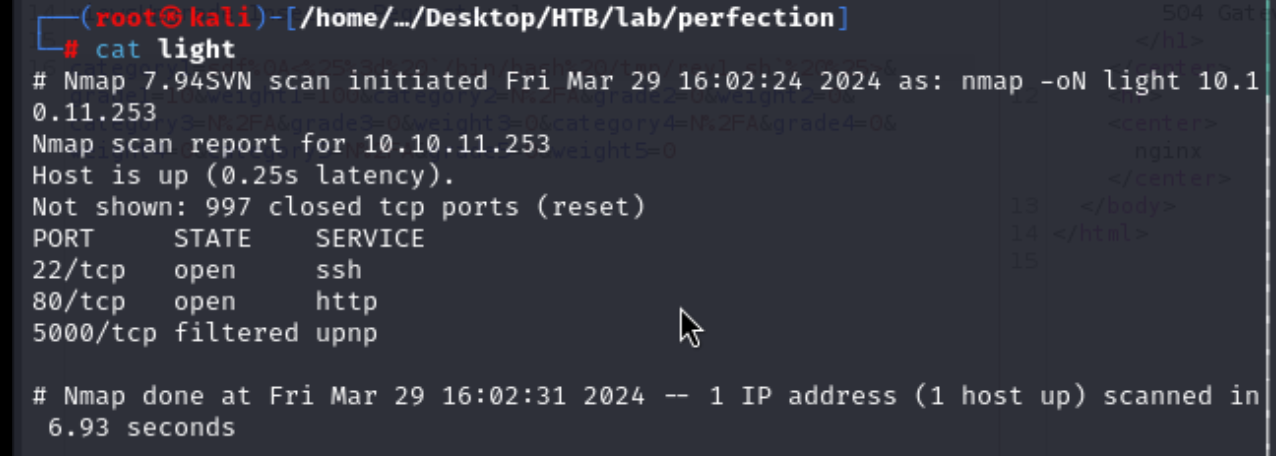 (root㉿kali)-[/home/…/Desktop/HTB/lab/perfection]
# cat light
# Nmap 7.94SVN scan initiated Fri Mar 29 16:02:24 2024 as: nmap -oN light 10.1
0.11.253
Nmap scan report for 10.10.11.253
Host is up (0.25s latency).
Not shown: 997 closed tcp ports (reset)
PORT     STATE    SERVICE
22/tcp   open     ssh
80/tcp   open     http
5000/tcp filtered upnp
# Nmap done at Fri Mar 29 16:02:31 2024 -- 1 IP address (1 host up) scanned in
6.93 seconds
504 Gate
</h1>
<center>
nginx
</center>
13 </body>
14 </html>
15